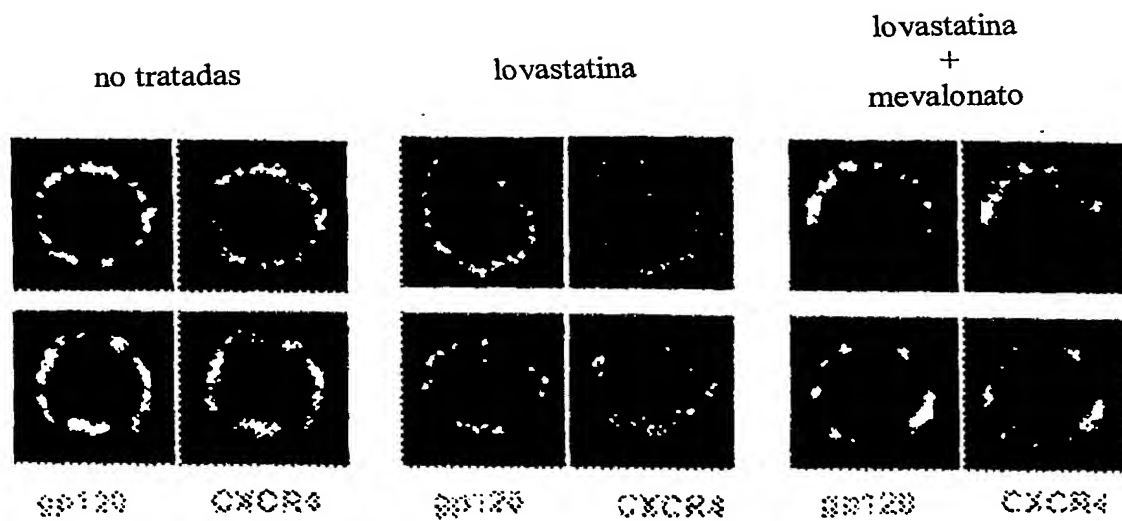 no tratadas
lovastatina
lovastatina
+
mevalonato
gp120 CXCR4 gp120 CXCR4 gp120 CXCR4